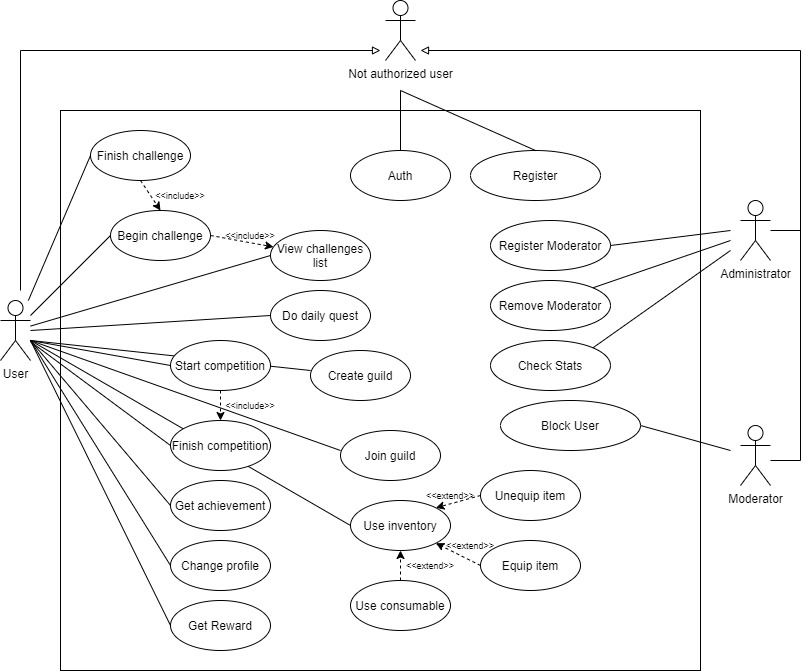 Not authorized user
Finish challenge
Auth
Register
<<include>>
Begin challenge
<<include>>
View challenges
list
Register Moderator
Administrator
Remove Moderator
Do daily quest
User
Start competition
Create guild
Check Stats
<<include>>
Block User
Finish competition
Join guild
Moderator
Get achievement
<<extend>>
Unequip item
Use inventory
<<extend>>
Change profile
<<extend>>
Equip item
Use consumable
Get Reward